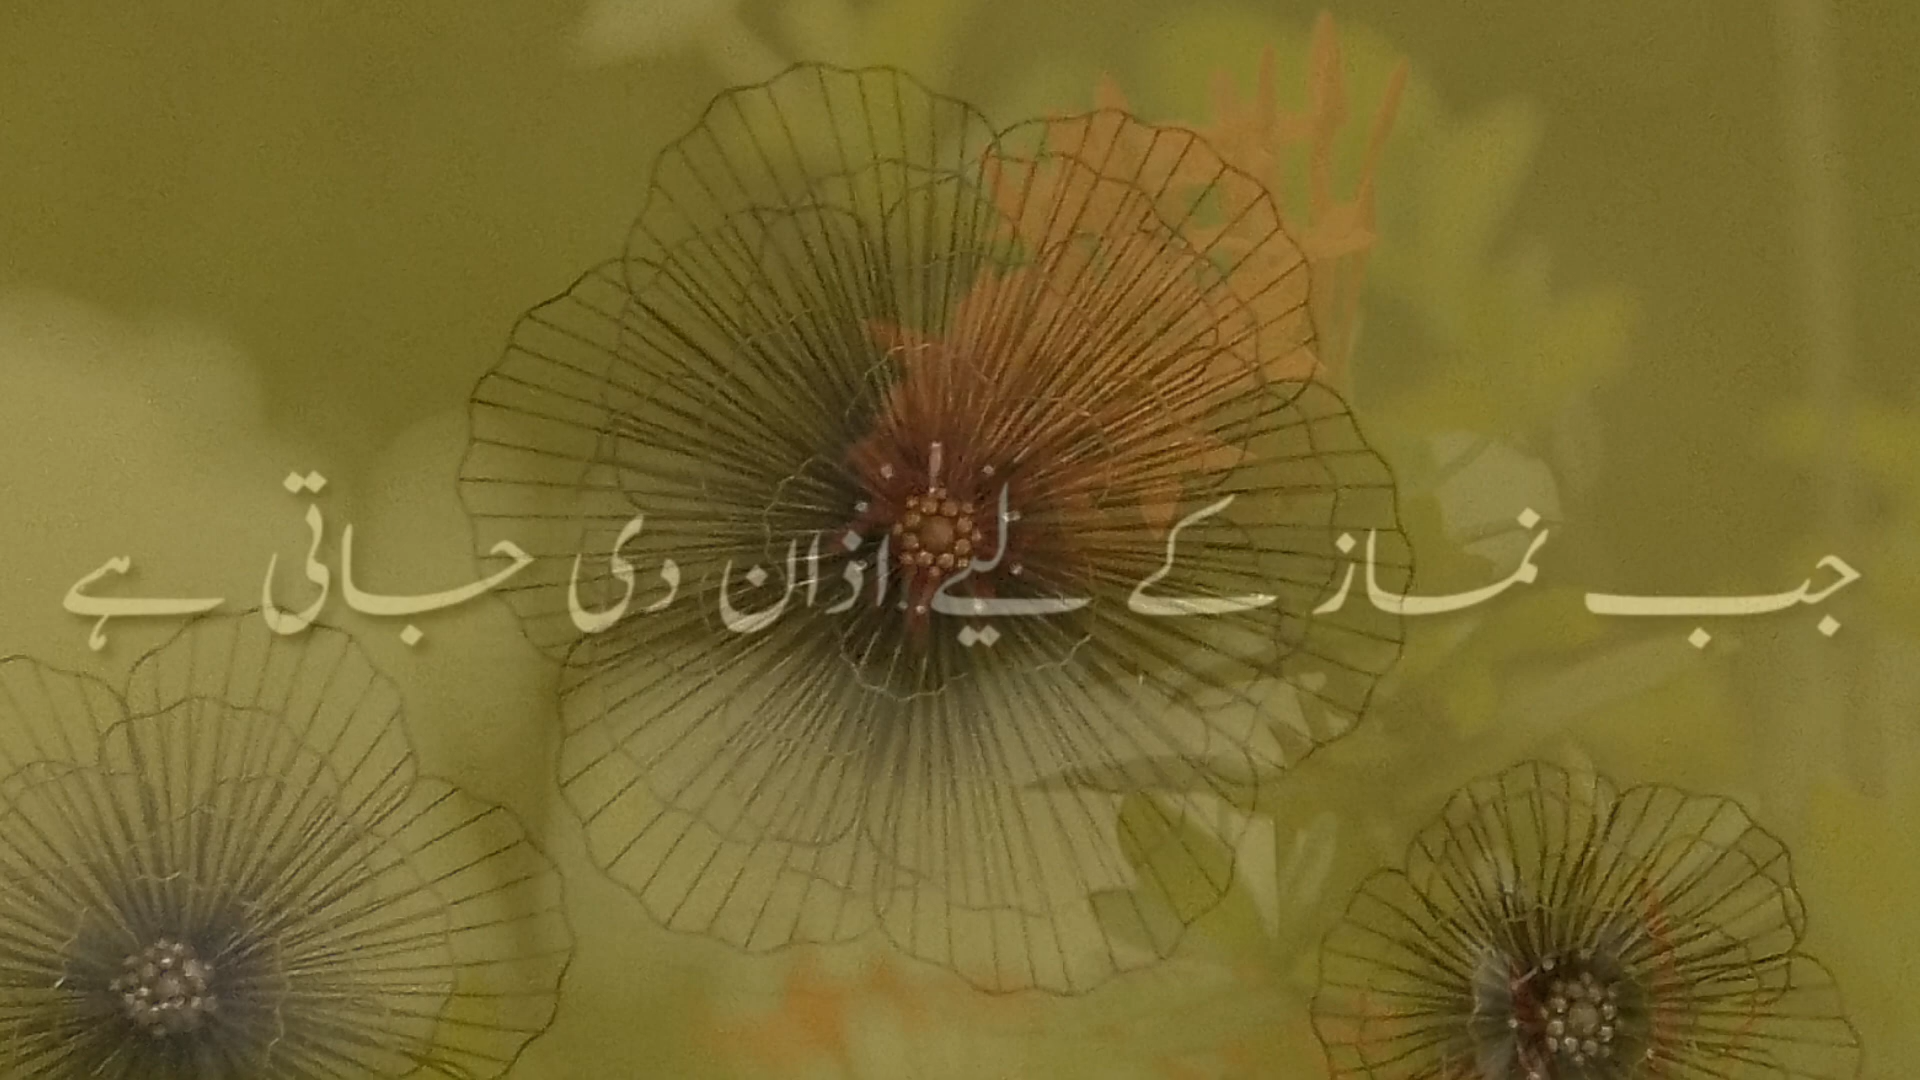 جب نماز کے لیے اذان دی جاتی ہے